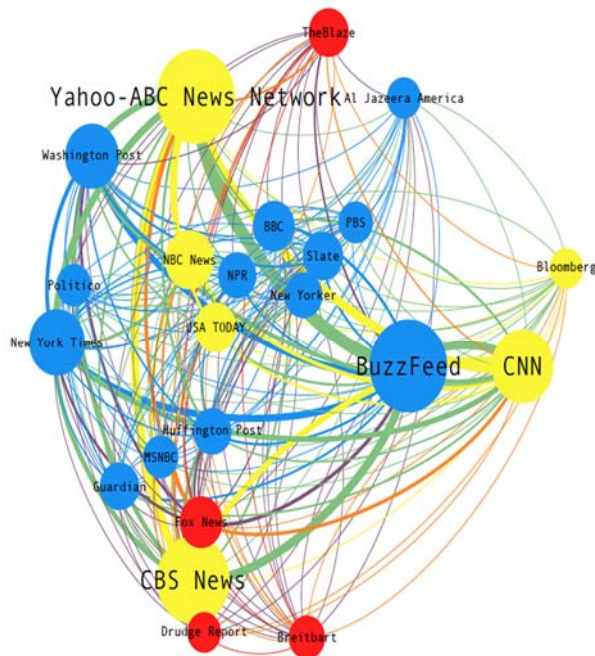 TheBlaze
Yahoo-ABC News Network
Al Jazeera America
Washington Post
BBC
PBS
NBC News
Slate
Bloomberg
NPR
Politico
New Yorker
USA TODAY
New York Times
BuzzFeed
CNN
Huffington Post
MSNBC
Guardian
Fox News
CBS News
Drudge Report
Breitbart